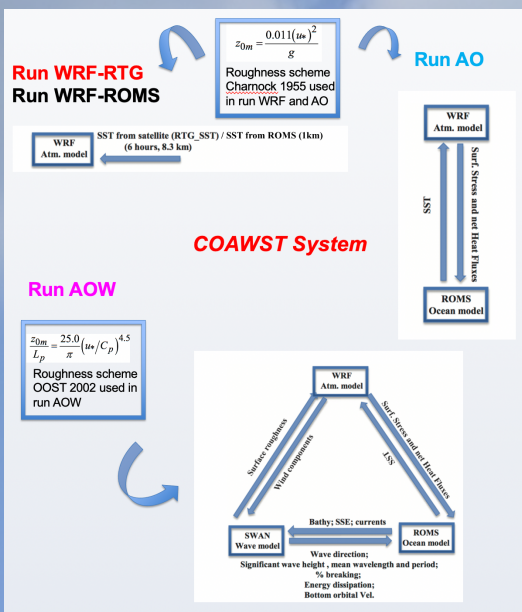 z0m = 0.011(u*)^2 / g
Roughness scheme
Charnock 1955 used
in run WRF and AO
Run WRF-RTG
Run WRF-ROMS
Run AO
WRF
Atm. model
SST from satellite (RTG_SST) / SST from ROMS (1km)
(6 hours, 8.3 km)
WRF
Atm. model
SST
Surf. Stress and net Heat Fluxes
ROMS
Ocean model
COAWST System
Run AOW
z0m / Lp = 25.0 / π (u*/Cp)^4.5
Roughness scheme
OOST 2002 used in
run AOW
WRF
Atm. model
Surface roughness
Wind components
Surf. Stress and net Heat Fluxes
SST
SWAN
Wave model
Bathy; SSE; currents
ROMS
Ocean model
Wave direction;
Significant wave height , mean wavelength and period;
% breaking;
Energy dissipation;
Bottom orbital Vel.